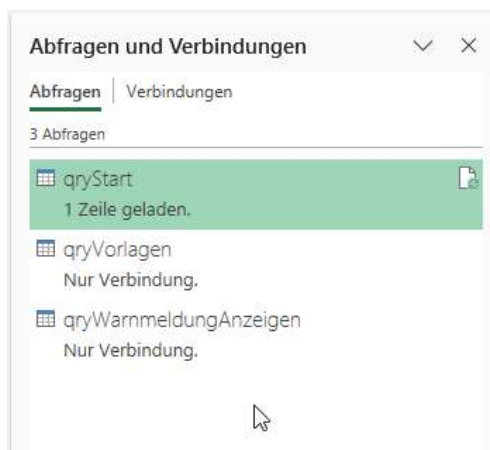 Abfragen und Verbindungen
Abfragen | Verbindungen
3 Abfragen
qryStart
1 Zeile geladen.
qryVorlagen
Nur Verbindung.
qryWarnmeldungAnzeigen
Nur Verbindung.